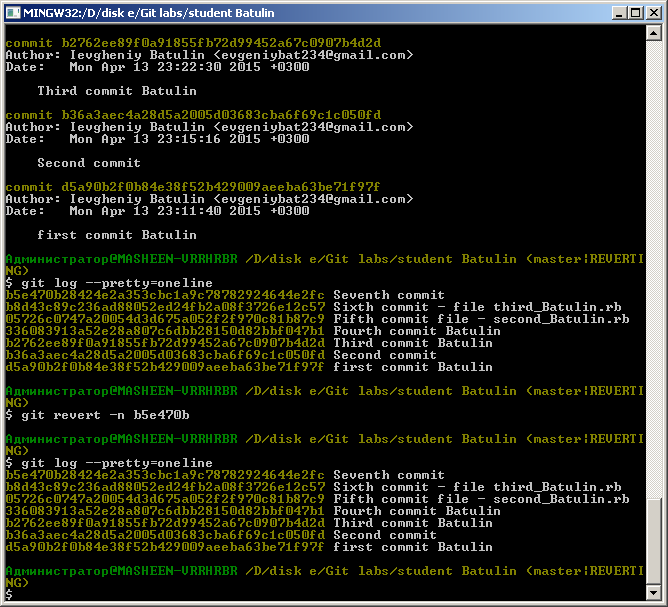 MINGW32:/D/disk e/Git labs/student Batulin
commit b2762ee89f0a91855fb72d99452a67c0907b4d2d
Author: Ievgheniy Batulin <evgeniybat234@gmail.com>
Date:   Mon Apr 13 23:22:30 2015 +0300
Third commit Batulin
commit b36a3aec4a28d5a2005d03683cba6f69c1c050fd
Author: Ievgheniy Batulin <evgeniybat234@gmail.com>
Date:   Mon Apr 13 23:15:16 2015 +0300
Second commit
commit d5a90b2f0b84e38f52b429009aeeba63be71f97f
Author: Ievgheniy Batulin <evgeniybat234@gmail.com>
Date:   Mon Apr 13 23:11:40 2015 +0300
first commit Batulin
Администратор@MASHEEN-VRRHRBR /D/disk e/Git labs/student Batulin (master|REVERTI
NG)
$ git log --pretty=oneline
b5e470b28424e2a353cbc1a9c78782924644e2fc Seventh commit
b8d43c89c236ad88052ed24fb2a08f3726e12c57 Sixth commit - file third_Batulin.rb
05726c0747a20054d3d675a052f2f970c81b87c9 Fifth commit file - second_Batulin.rb
336083913a52e28a807c6dbb28150d82bbf047b1 Fourth commit Batulin
b2762ee89f0a91855fb72d99452a67c0907b4d2d Third commit Batulin
b36a3aec4a28d5a2005d03683cba6f69c1c050fd Second commit
d5a90b2f0b84e38f52b429009aeeba63be71f97f first commit Batulin
Администратор@MASHEEN-VRRHRBR /D/disk e/Git labs/student Batulin (master|REVERTI
NG)
$ git revert -n b5e470b
Администратор@MASHEEN-VRRHRBR /D/disk e/Git labs/student Batulin (master|REVERTI
NG)
$ git log --pretty=oneline
b5e470b28424e2a353cbc1a9c78782924644e2fc Seventh commit
b8d43c89c236ad88052ed24fb2a08f3726e12c57 Sixth commit - file third_Batulin.rb
05726c0747a20054d3d675a052f2f970c81b87c9 Fifth commit file - second_Batulin.rb
336083913a52e28a807c6dbb28150d82bbf047b1 Fourth commit Batulin
b2762ee89f0a91855fb72d99452a67c0907b4d2d Third commit Batulin
b36a3aec4a28d5a2005d03683cba6f69c1c050fd Second commit
d5a90b2f0b84e38f52b429009aeeba63be71f97f first commit Batulin
Администратор@MASHEEN-VRRHRBR /D/disk e/Git labs/student Batulin (master|REVERTI
NG)
$